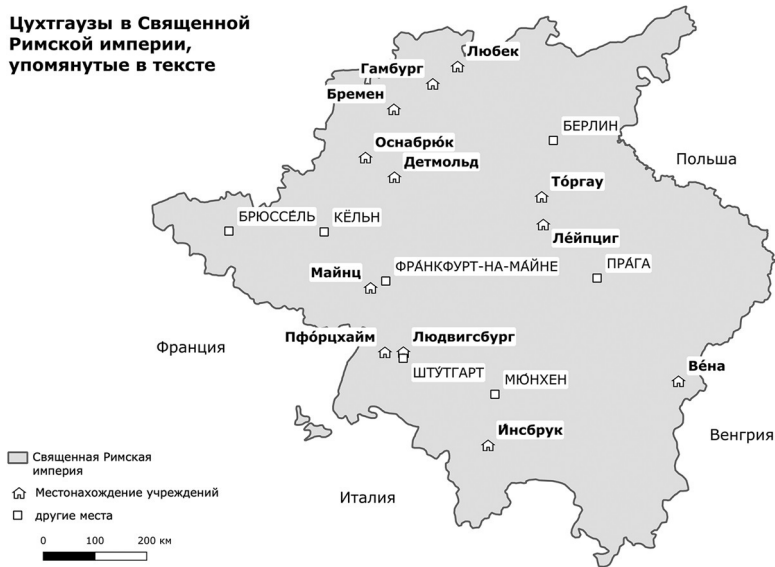 Цухтгаузы в Священной
Римской империи,
упомянутые в тексте
Любек
Гамбург
Бремен
БЕРЛИН
Оснабрю́к
Детмольд
Польша
То́ргау
БРЮССЕ́ЛЬ
КЁЛЬН
Ле́йпциг
Майнц
ФРА́НКФУРТ-НА-МА́ЙНЕ
ПРА́ГА
Франция
Пфо́рцхайм
Людвигсбург
ШТУ́ТГАРТ
МЮ́НХЕН
Ве́на
Инсбрук
Венгрия
Италия
Священная Римская
империя
Местонахождение учреждений
другие места
0 100 200 км